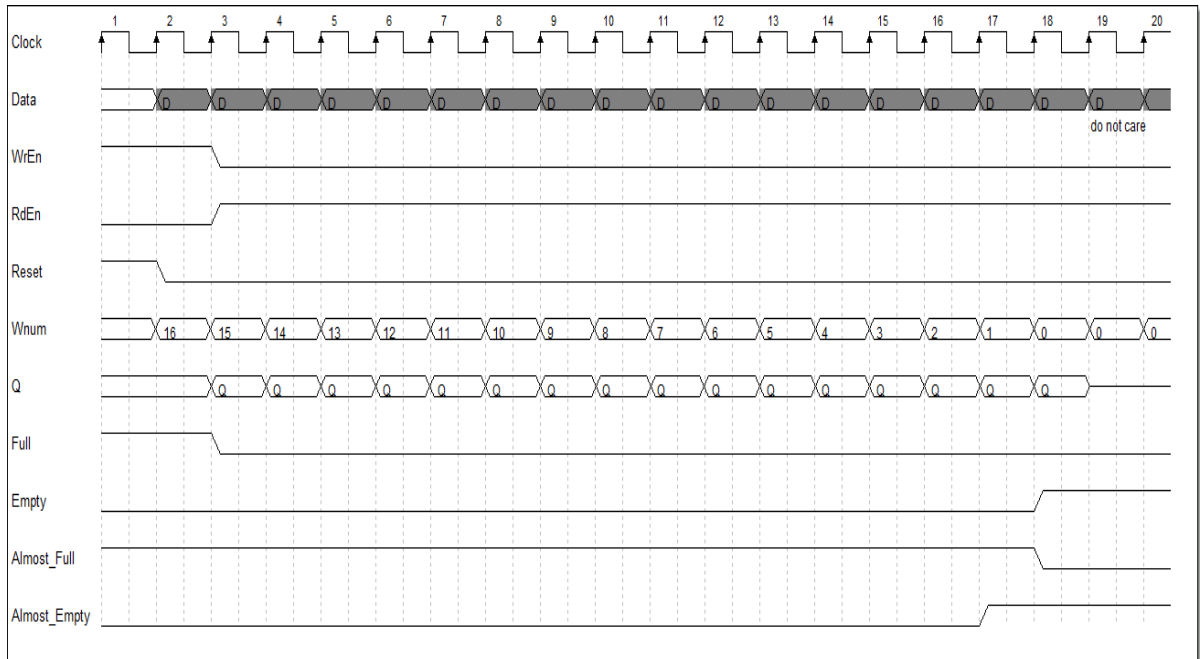 1 2 3 4 5 6 7 8 9 10 11 12 13 14 15 16 17 18 19 20
Clock
Data D D D D D D D D D D D D D D D D D D
do not care
WrEn
RdEn
Reset
Wnum 16 15 14 13 12 11 10 9 8 7 6 5 4 3 2 1 0 0 0
Q Q Q Q Q Q Q Q Q Q Q Q Q Q Q Q Q
Full
Empty
Almost_Full
Almost_Empty